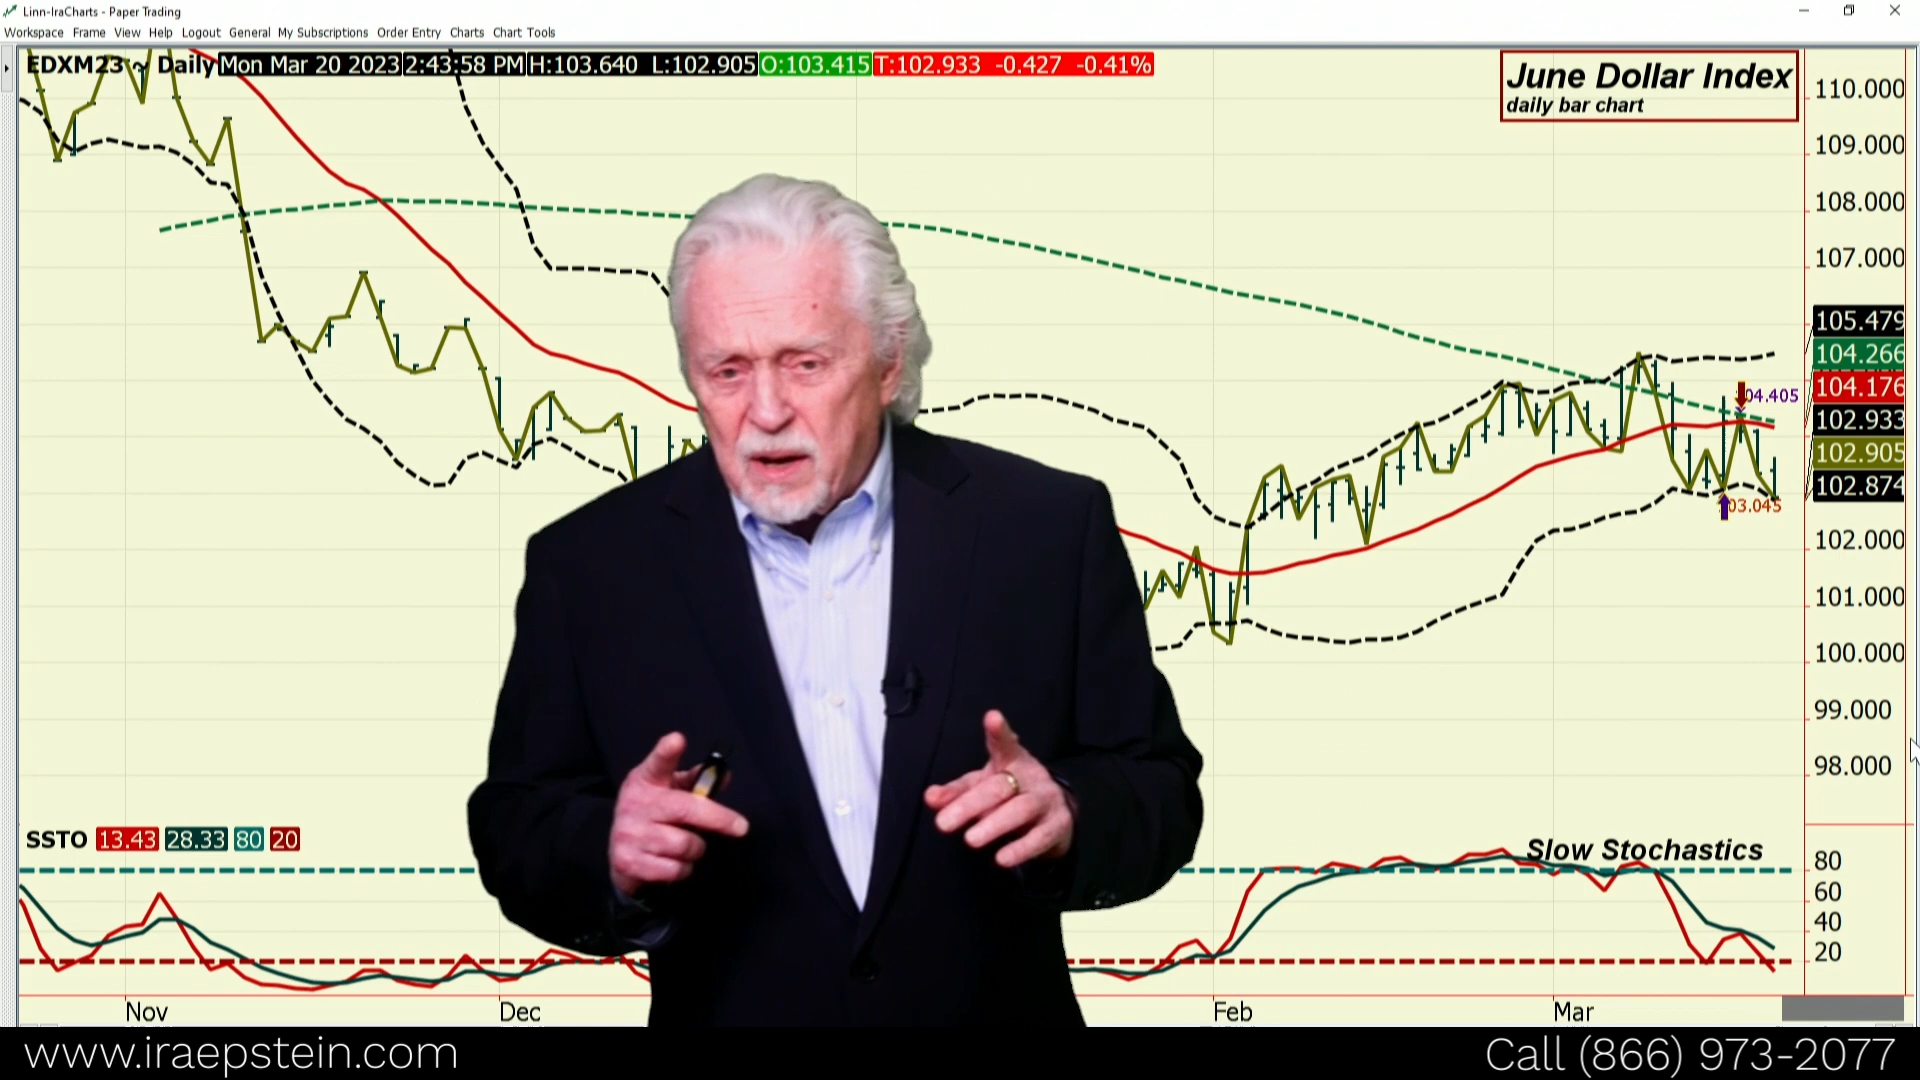 Linn-IraCharts - Paper Trading
Workspace Frame View Help Logout General My Subscriptions Order Entry Charts Chart Tools
EDXM23 ~ Daily Mon Mar 20 2023 2:43:58 PM H:103.640 L:102.905 O:103.415 T:102.933 -0.427 -0.41%
June Dollar Index
daily bar chart
110.000
109.000
108.000
107.000
105.479
104.266
104.176
04.405
102.933
102.905
102.874
03.045
102.000
101.000
100.000
99.000
98.000
SSTO 13.43 28.33 80 20
Slow Stochastics
80
60
40
20
Nov Dec Feb Mar
www.iraepstein.com
Call (866) 973-2077